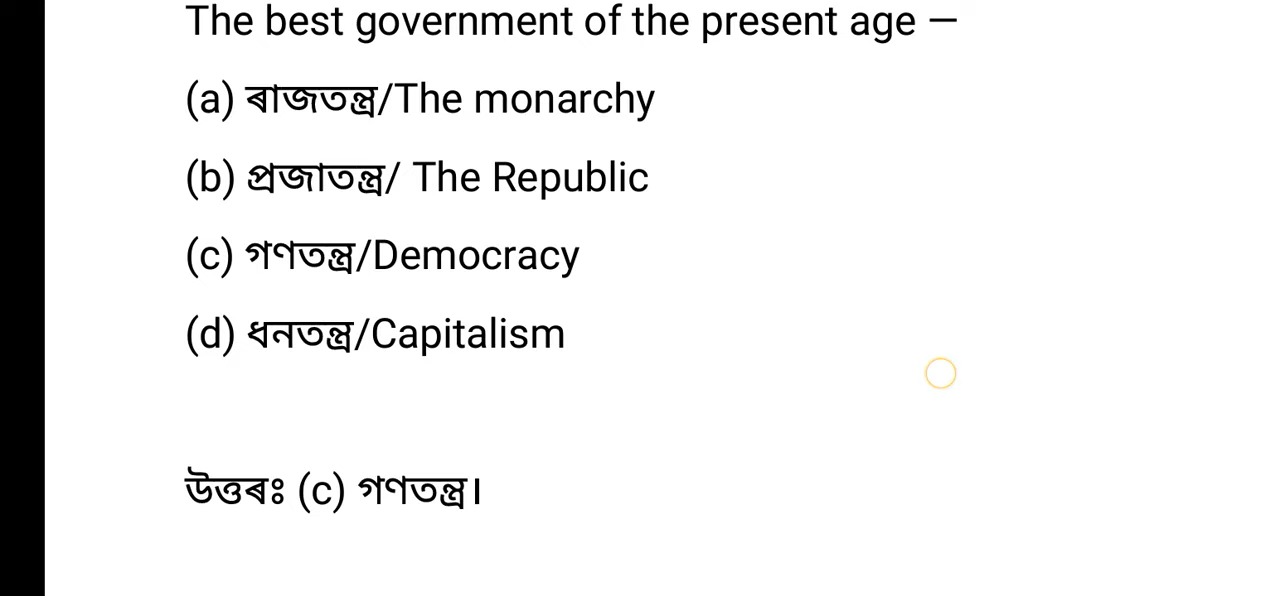 The best government of the present age —
(a) ৰাজতন্ত্ৰ/The monarchy
(b) প্ৰজাতন্ত্ৰ/ The Republic
(c) গণতন্ত্ৰ/Democracy
(d) ধনতন্ত্ৰ/Capitalism
উত্তৰঃ (c) গণতন্ত্ৰ।